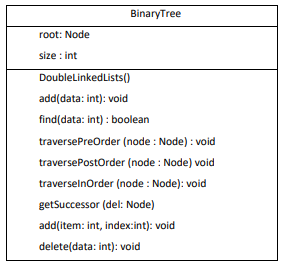 BinaryTree
root: Node
size : int
DoubleLinkedLists()
add(data: int): void
find(data: int) : boolean
traversePreOrder (node : Node) : void
traversePostOrder (node : Node) void
traverseInOrder (node : Node): void
getSuccessor (del: Node)
add(item: int, index:int): void
delete(data: int): void